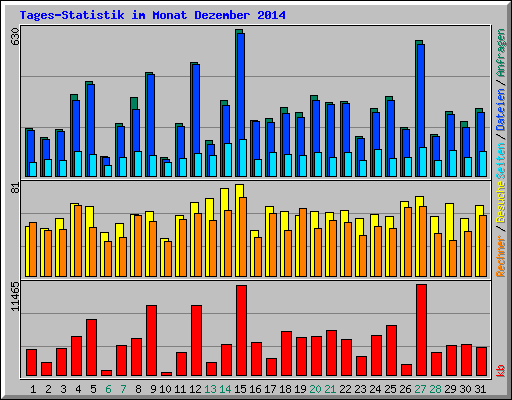 Tages-Statistik im Monat Dezember 2014
630
81
11465
Rechner / Besuche Seiten / Dateien / Anfragen
kb
1 2 3 4 5 6 7 8 9 10 11 12 13 14 15 16 17 18 19 20 21 22 23 24 25 26 27 28 29 30 31